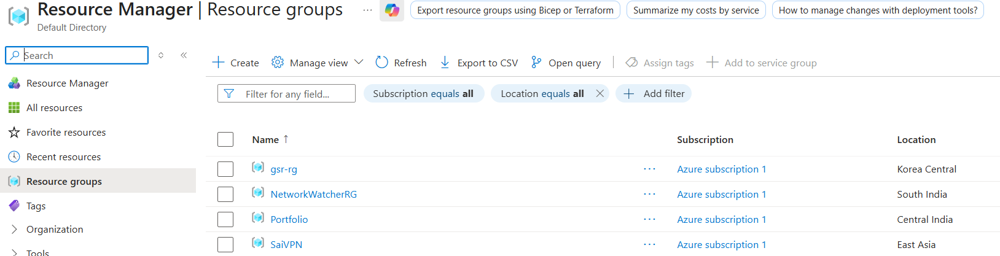 Resource Manager | Resource groups ···
Default Directory
Export resource groups using Bicep or Terraform
Summarize my costs by service
How to manage changes with deployment tools?
Search
Resource Manager
All resources
Favorite resources
Recent resources
Resource groups
Tags
Organization
Tools
Create Manage view Refresh Export to CSV Open query Assign tags Add to service group
Filter for any field... Subscription equals all Location equals all Add filter
Name ↑ Subscription Location
gsr-rg ··· Azure subscription 1 Korea Central
NetworkWatcherRG ··· Azure subscription 1 South India
Portfolio ··· Azure subscription 1 Central India
SaiVPN ··· Azure subscription 1 East Asia